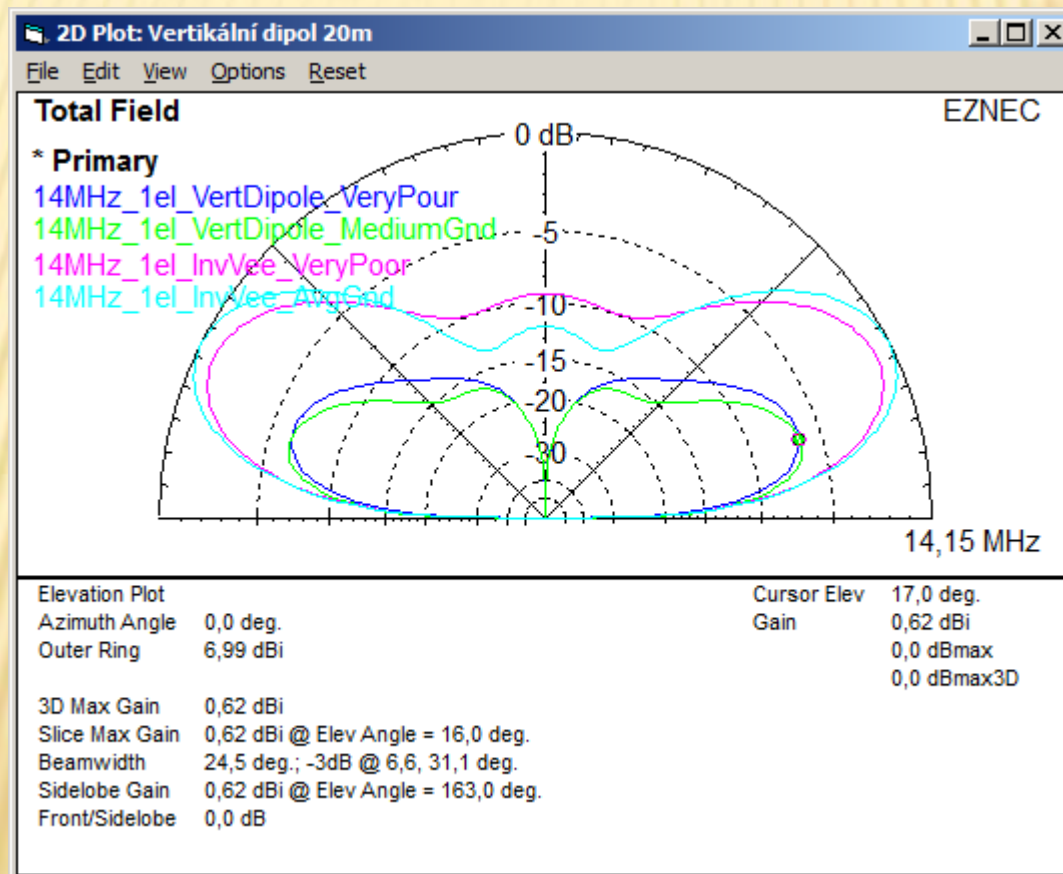 2D Plot: Vertikální dipol 20m
File Edit View Options Reset
Total Field EZNEC
0 dB
* Primary
14MHz_1el_VertDipole_VeryPour
14MHz_1el_VertDipole_MediumGnd
-5
14MHz_1el_InvVee_VeryPoor
14MHz_1el_InvVee_AvgGnd
-10
-15
-20
-30
14,15 MHz
Elevation Plot Cursor Elev 17,0 deg.
Azimuth Angle 0,0 deg. Gain 0,62 dBi
Outer Ring 6,99 dBi 0,0 dBmax
0,0 dBmax3D
3D Max Gain 0,62 dBi
Slice Max Gain 0,62 dBi @ Elev Angle = 16,0 deg.
Beamwidth 24,5 deg.; -3dB @ 6,6, 31,1 deg.
Sidelobe Gain 0,62 dBi @ Elev Angle = 163,0 deg.
Front/Sidelobe 0,0 dB